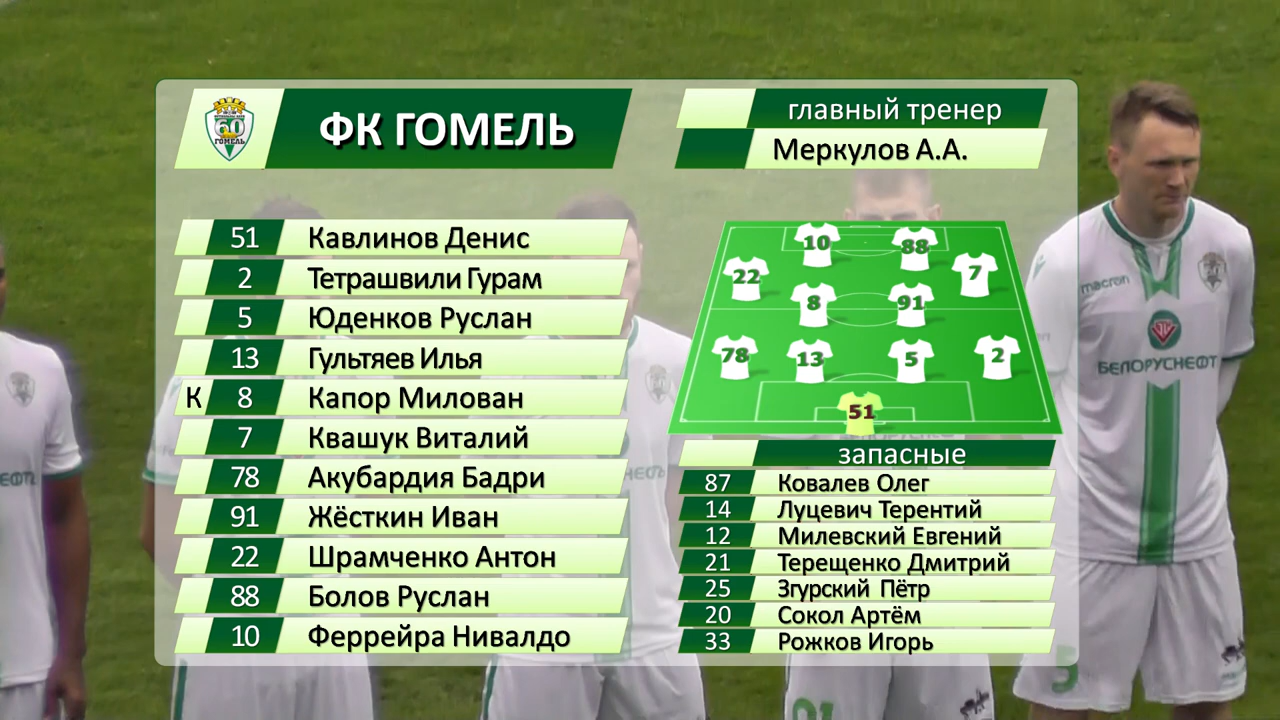 60
ГОМЕЛЬ
ФК ГОМЕЛЬ
51 Кавлинов Денис
2 Тетрашвили Гурам
5 Юденков Руслан
13 Гультяев Илья
К 8 Капор Милован
7 Квашук Виталий
78 Акубардия Бадри
91 Жёсткин Иван
22 Шрамченко Антон
88 Болов Руслан
10 Феррейра Нивалдо
главный тренер
Меркулов А.А.
10 88
22 7
8 91
78 13 5 2
51
запасные
87 Ковалев Олег
14 Луцевич Терентий
12 Милевский Евгений
21 Терещенко Дмитрий
25 Згурский Пётр
20 Сокол Артём
33 Рожков Игорь
macron
БЕЛОРУСНЕФТ
5